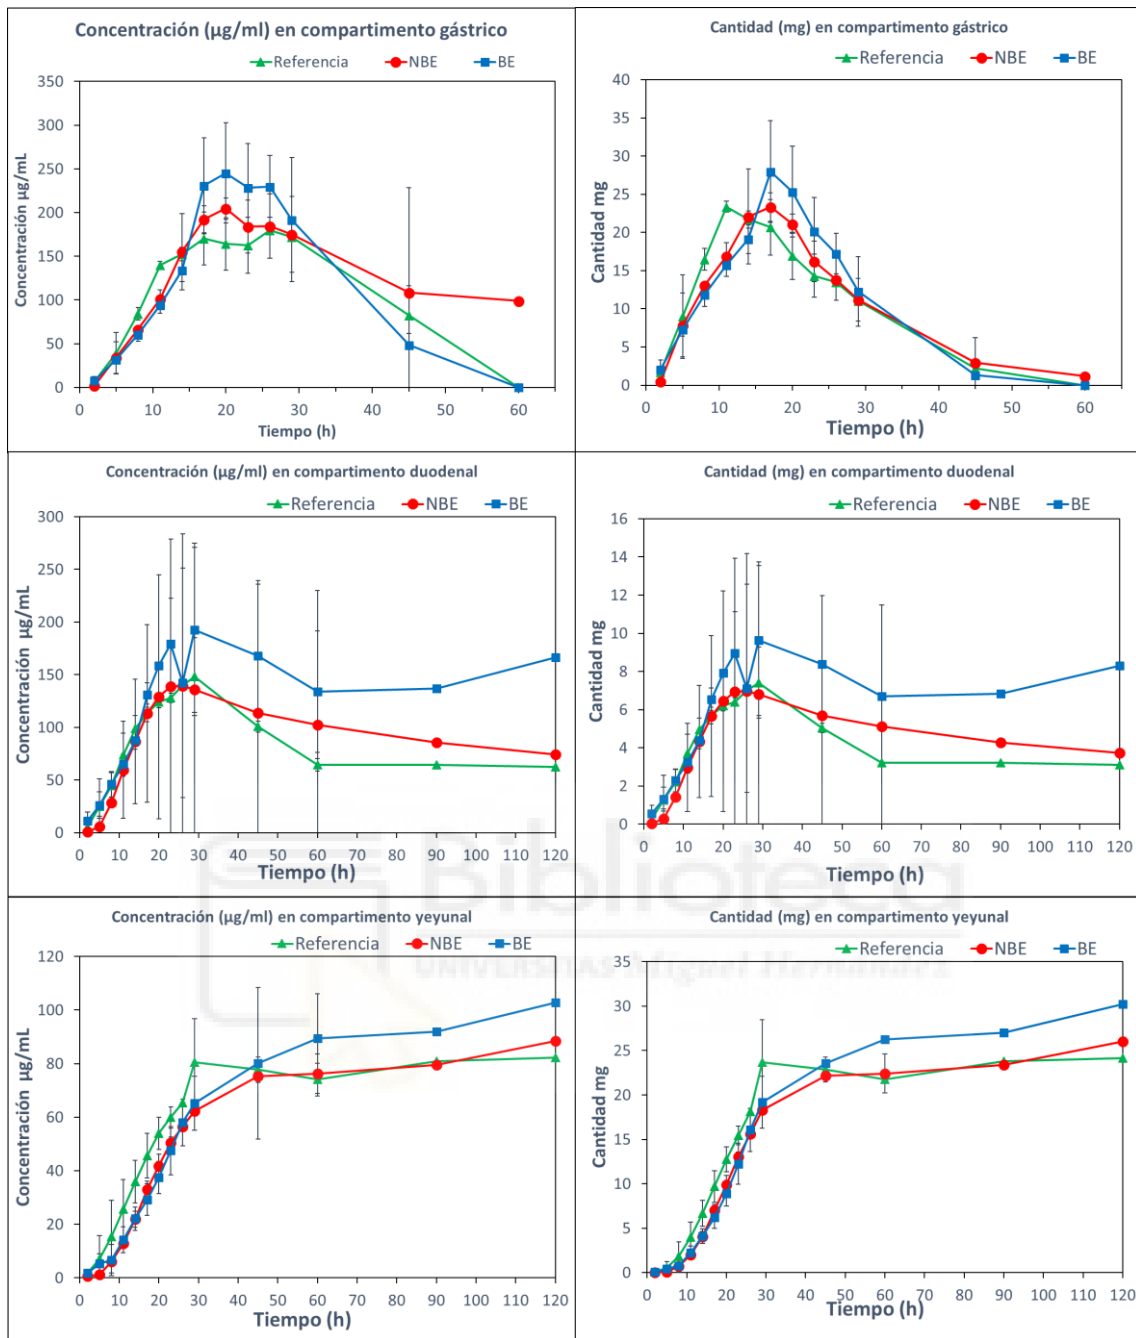 Concentración (µg/ml) en compartimento gástrico
Referencia NBE BE
350
300
250
200
150
100
50
0
Concentración µg/mL
0 10 20 30 40 50 60
Tiempo (h)
Cantidad (mg) en compartimento gástrico
Referencia NBE BE
40
35
30
25
20
15
10
5
0
Cantidad mg
0 10 20 30 40 50 60
Tiempo (h)
Concentración (µg/ml) en compartimento duodenal
Referencia NBE BE
300
250
200
150
100
50
0
Concentración µg/mL
0 10 20 30 40 50 60 70 80 90 100 110 120
Tiempo (h)
Cantidad (mg) en compartimento duodenal
Referencia NBE BE
16
14
12
10
8
6
4
2
0
Cantidad mg
0 10 20 30 40 50 60 70 80 90 100 110 120
Tiempo (h)
Biblioteca
UNIVERSITAS Miguel Hernández
Concentración (µg/ml) en compartimento yeyunal
Referencia NBE BE
120
100
80
60
40
20
0
Concentración µg/mL
0 10 20 30 40 50 60 70 80 90 100 110 120
Tiempo (h)
Cantidad (mg) en compartimento yeyunal
Referencia NBE BE
35
30
25
20
15
10
5
0
Cantidad mg
0 10 20 30 40 50 60 70 80 90 100 110 120
Tiempo (h)